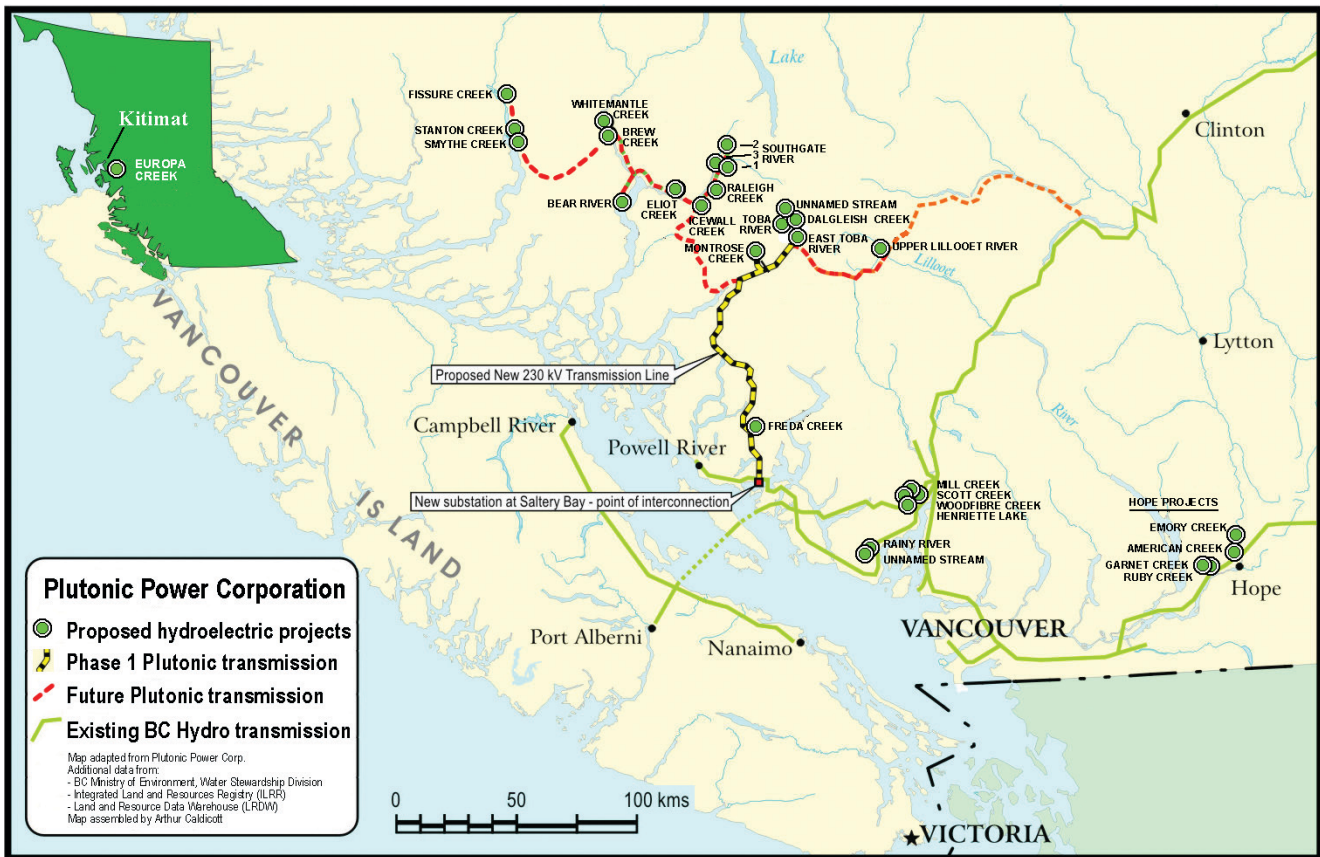 Lake
FISSURE CREEK
WHITEMANTLE
CREEK
Kitimat
STANTON CREEK
SMYTHE CREEK
BREW
CREEK
Clinton
2
3
1
SOUTHGATE
RIVER
EUROPA
CREEK
BEAR RIVER
ELIOT
CREEK
RALEIGH
CREEK
ICEWALL
CREEK
UNNAMED STREAM
TOBA
RIVER
DALGLEISH CREEK
EAST TOBA
RIVER
MONTROSE
CREEK
UPPER LILLOOET RIVER
Lillooet
VANCOUVER
ISLAND
Lytton
Proposed New 230 kV Transmission Line
River
Campbell River
FREDA CREEK
Powell River
New substation at Saltery Bay - point of interconnection
MILL CREEK
SCOTT CREEK
WOODFIBRE CREEK
HENRIETTE LAKE
HOPE PROJECTS
EMORY CREEK
AMERICAN CREEK
GARNET CREEK
RUBY CREEK
Hope
RAINY RIVER
UNNAMED STREAM
Port Alberni
Nanaimo
VANCOUVER
VICTORIA
Plutonic Power Corporation
Proposed hydroelectric projects
Phase 1 Plutonic transmission
Future Plutonic transmission
Existing BC Hydro transmission
Map adapted from Plutonic Power Corp.
Additional data from:
- BC Ministry of Environment, Water Stewardship Division
- Integrated Land and Resources Registry (ILRR)
- Land and Resource Data Warehouse (LRDW)
Map assembled by Arthur Caldicott
0 50 100 kms